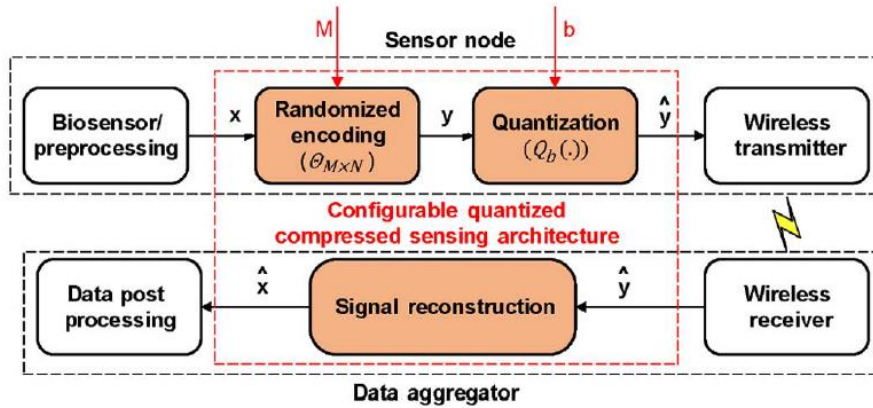 M
b
Sensor node
Biosensor/
preprocessing
x
Randomized
encoding
(Θ_{M×N})
y
Quantization
(Q_b(.))
ŷ
Wireless
transmitter
Configurable quantized
compressed sensing architecture
Data post
processing
x̂
Signal reconstruction
ŷ
Wireless
receiver
Data aggregator